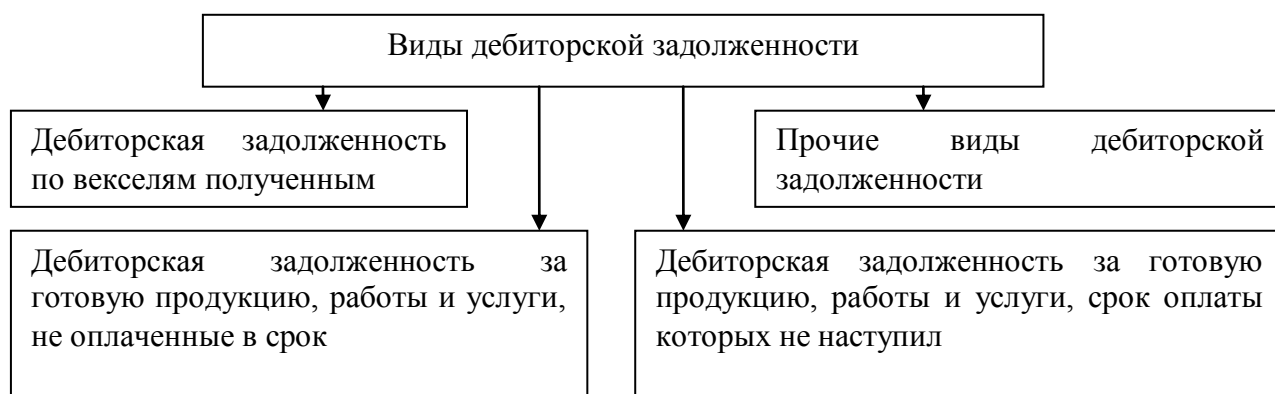 Виды дебиторской задолженности
Дебиторская задолженность
по векселям полученным
Прочие виды дебиторской
задолженности
Дебиторская задолженность за
готовую продукцию, работы и услуги,
не оплаченные в срок
Дебиторская задолженность за готовую
продукцию, работы и услуги, срок оплаты
которых не наступил